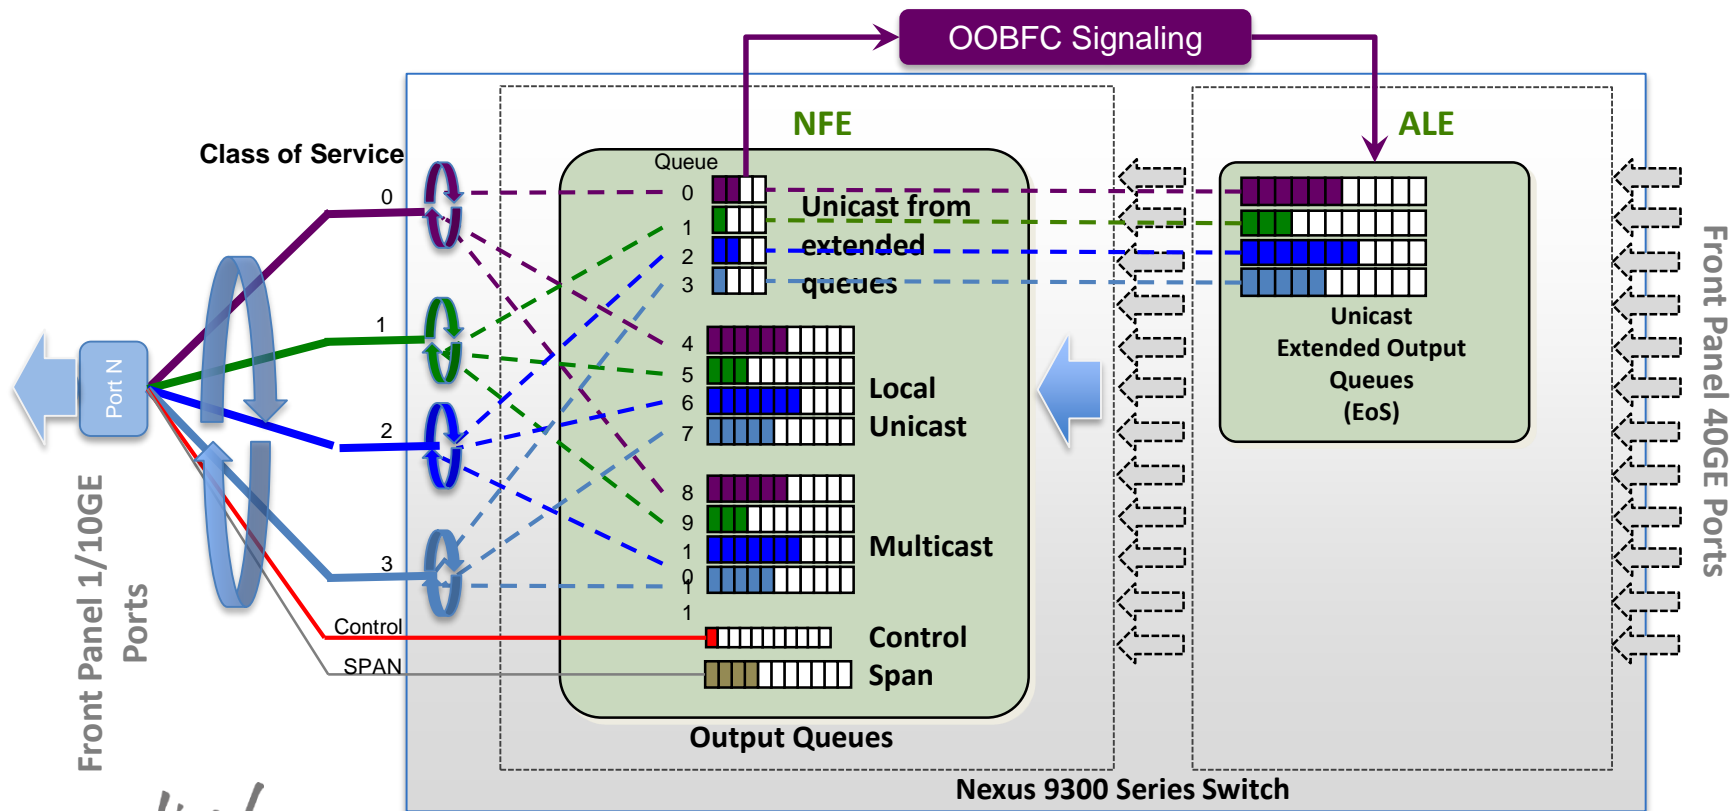 OOBFC Signaling
NFE
ALE
Class of Service
Queue
0
1
2
3
Control
SPAN
0
1
2
3
4
5
6
7
8
9
1
0
1
1
Unicast from
extended
queues
Local
Unicast
Multicast
Control
Span
Output Queues
Unicast
Extended Output
Queues
(EoS)
Port N
Front Panel 1/10GE
Ports
Front Panel 40GE Ports
Nexus 9300 Series Switch